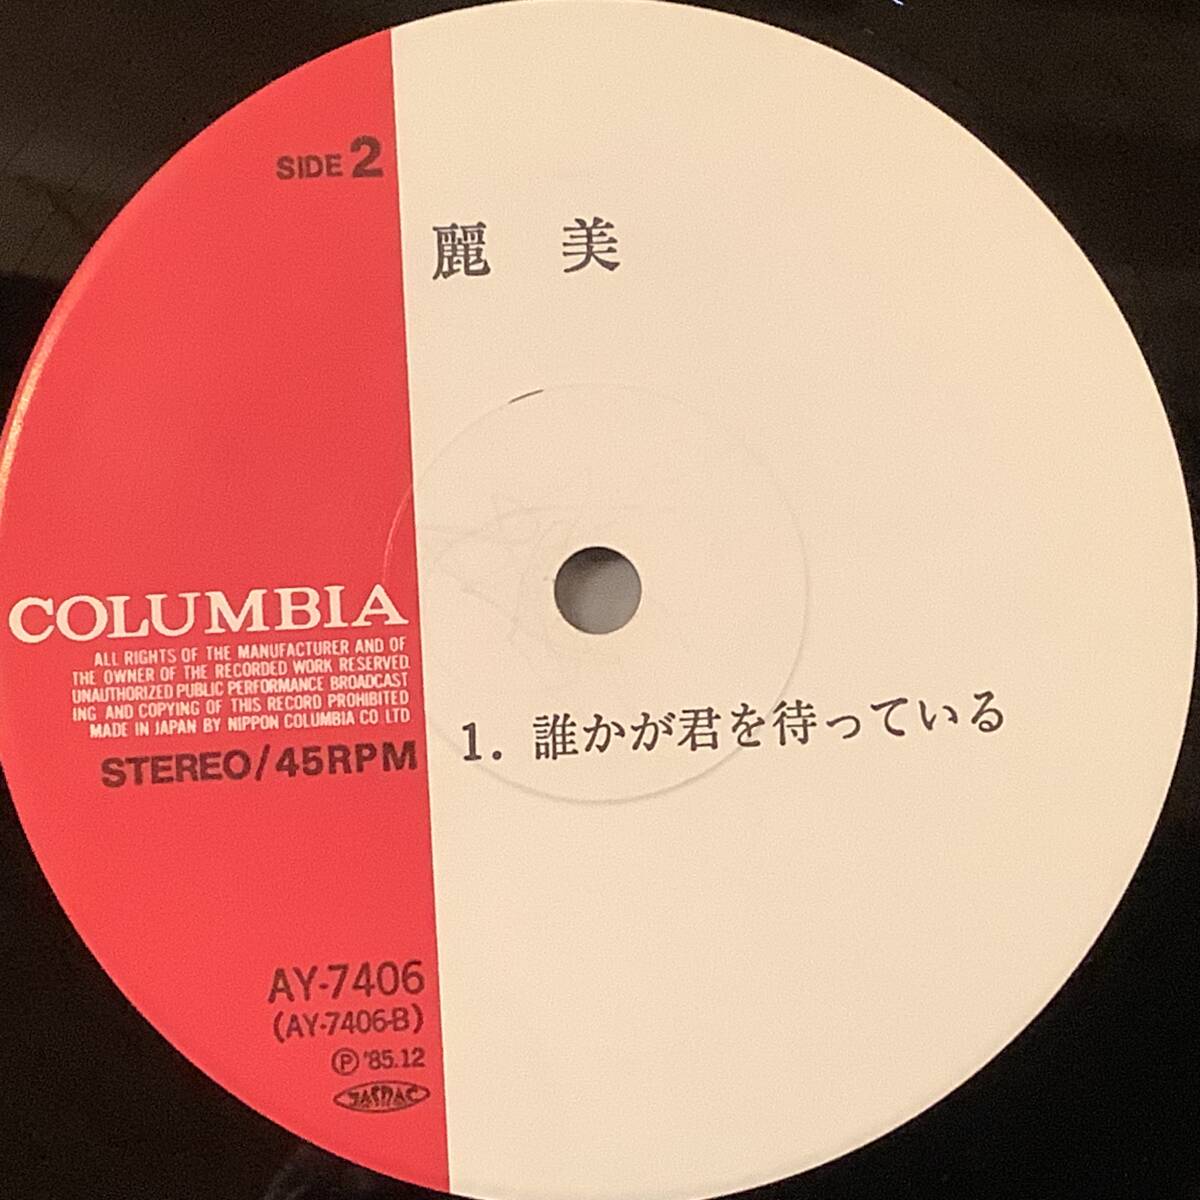 SIDE 2
麗 美
COLUMBIA
ALL RIGHTS OF THE MANUFACTURER AND OF
THE OWNER OF THE RECORDED WORK RESERVED.
UNAUTHORIZED PUBLIC PERFORMANCE BROADCAST
ING AND COPYING OF THIS RECORD PROHIBITED
MADE IN JAPAN BY NIPPON COLUMBIA CO LTD
STEREO/45RPM
1. 誰かが君を待っている
AY-7406
(AY-7406-B)
Ⓟ'85.12
JASRAC